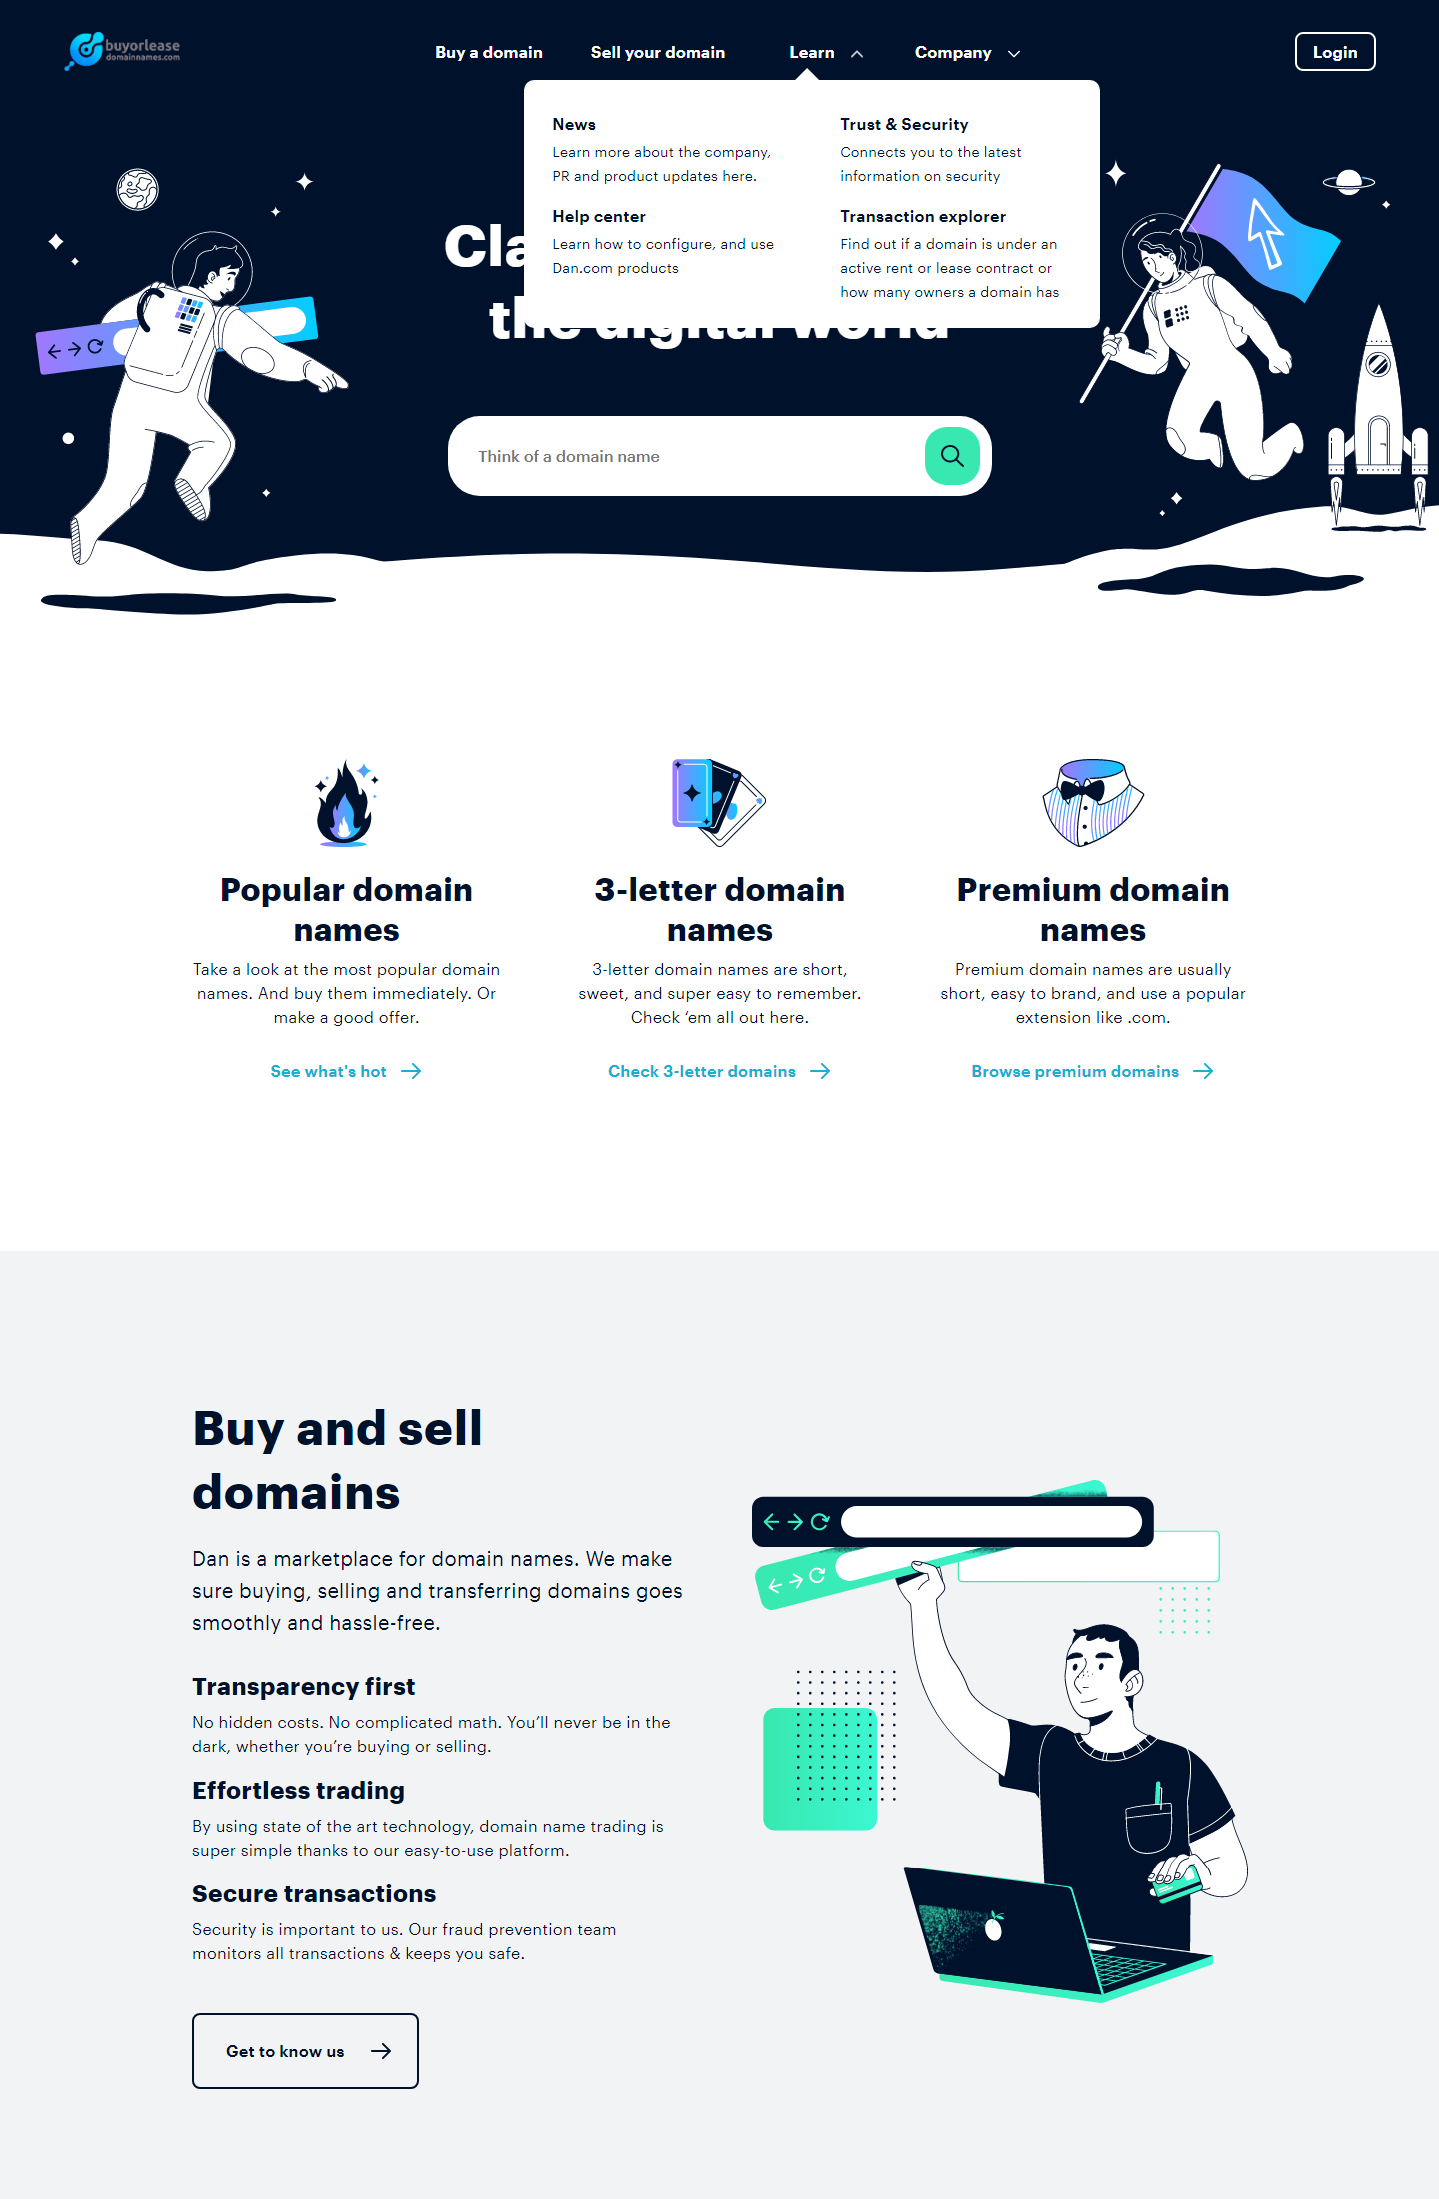 buyorlease
domainnames.com
Buy a domain
Sell your domain
Learn
Company
Login
News
Learn more about the company,
PR and product updates here.
Help center
Learn how to configure, and use
Dan.com products
Trust & Security
Connects you to the latest
information on security
Transaction explorer
Find out if a domain is under an
active rent or lease contract or
how many owners a domain has
the digital world
Think of a domain name
Popular domain
names
Take a look at the most popular domain
names. And buy them immediately. Or
make a good offer.
See what's hot
3-letter domain
names
3-letter domain names are short,
sweet, and super easy to remember.
Check ‘em all out here.
Check 3-letter domains
Premium domain
names
Premium domain names are usually
short, easy to brand, and use a popular
extension like .com.
Browse premium domains
Buy and sell
domains
Dan is a marketplace for domain names. We make
sure buying, selling and transferring domains goes
smoothly and hassle-free.
Transparency first
No hidden costs. No complicated math. You’ll never be in the
dark, whether you’re buying or selling.
Effortless trading
By using state of the art technology, domain name trading is
super simple thanks to our easy-to-use platform.
Secure transactions
Security is important to us. Our fraud prevention team
monitors all transactions & keeps you safe.
Get to know us